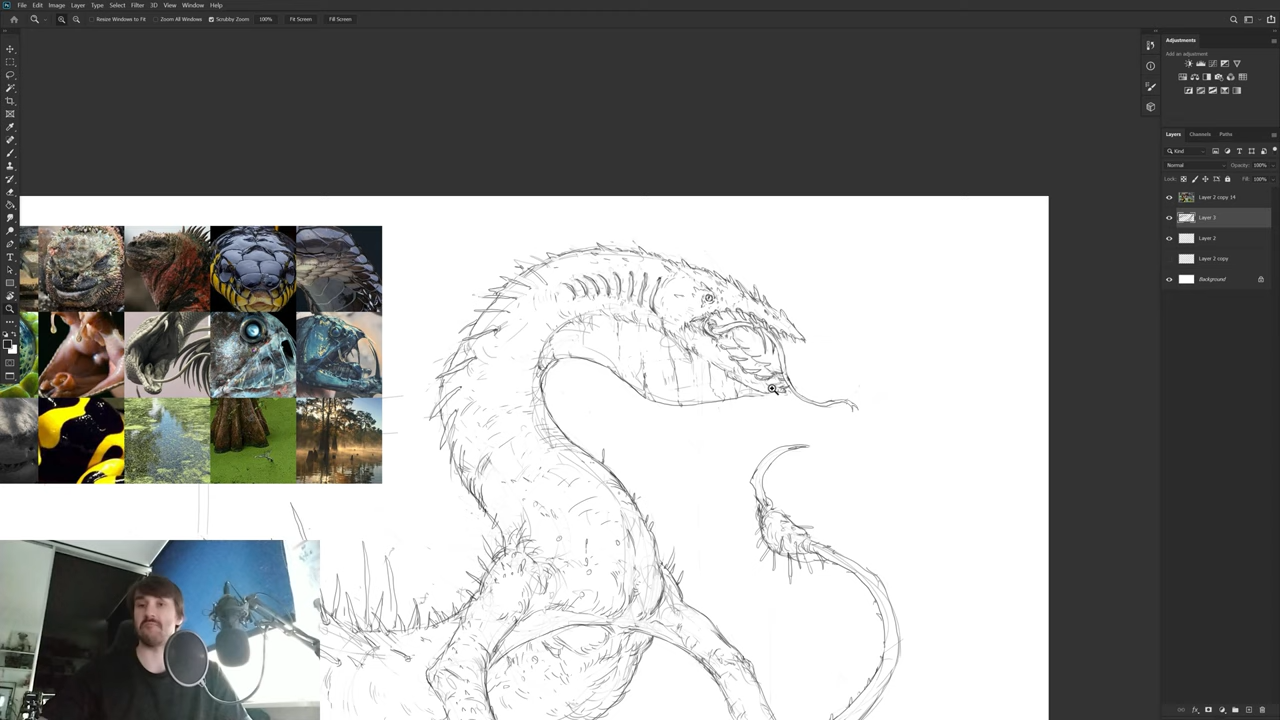 File Edit Image Layer Type Select Filter 3D View Window Help
Resize Windows to Fit Zoom All Windows Scrubby Zoom 100% Fit Screen Fill Screen
Adjustments
Add an adjustment
Layers Channels Paths
Kind
Normal Opacity: 100%
Lock: Fill: 100%
Layer 2 copy 14
Layer 3
Layer 2
Layer 2 copy
Background